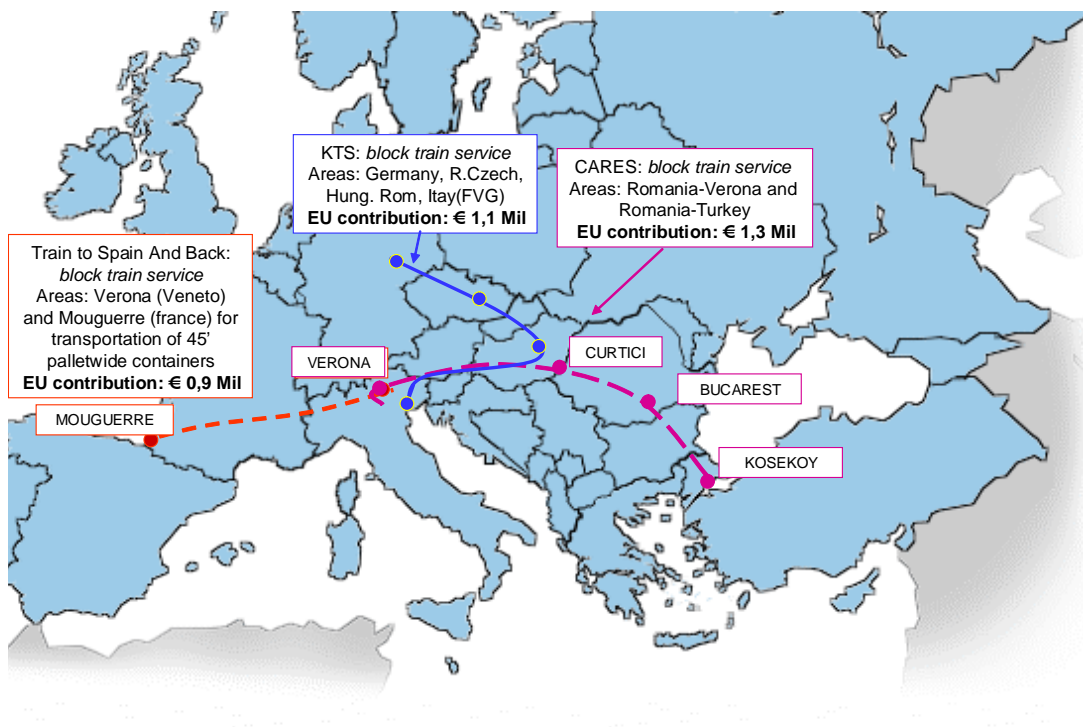 KTS: block train service
Areas: Germany, R.Czech,
Hung. Rom, Itay(FVG)
EU contribution: € 1,1 Mil
CARES: block train service
Areas: Romania-Verona and
Romania-Turkey
EU contribution: € 1,3 Mil
Train to Spain And Back:
block train service
Areas: Verona (Veneto)
and Mouguerre (france) for
transportation of 45'
palletwide containers
EU contribution: € 0,9 Mil
VERONA
CURTICI
BUCAREST
MOUGUERRE
KOSEKOY